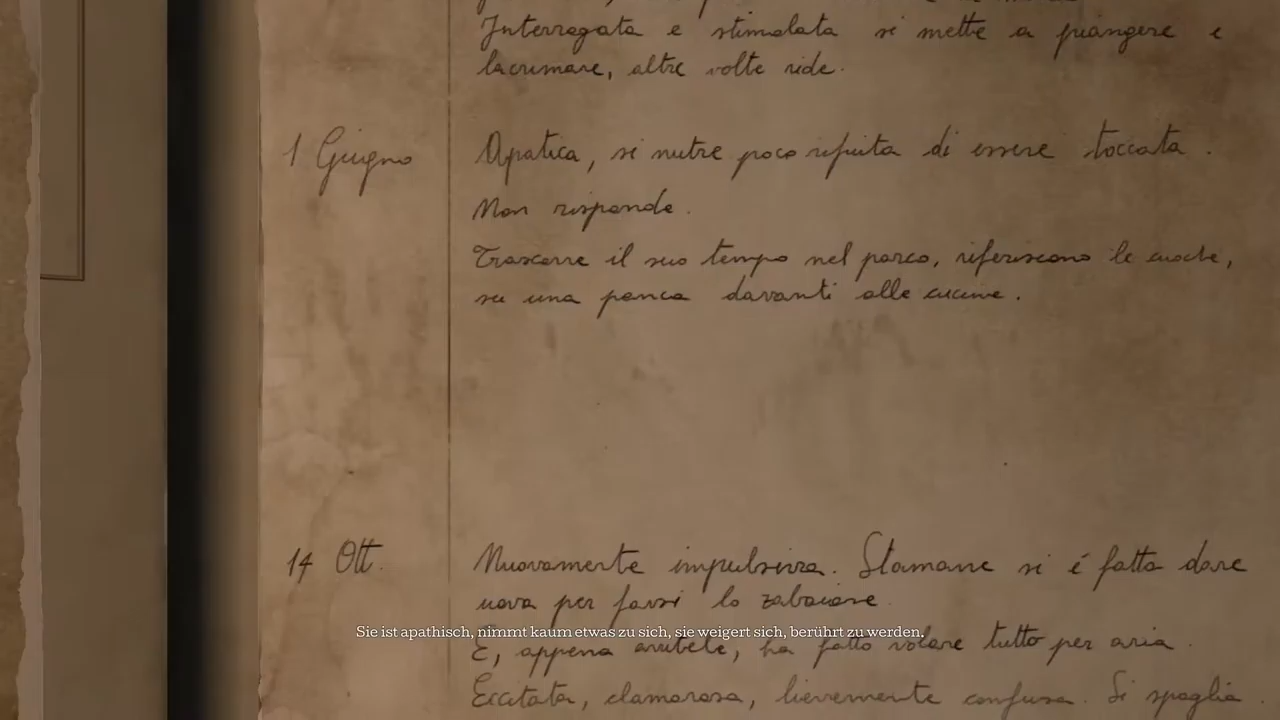 Interrogata e stimolata si mette a piangere e
lacrimare, altre volte ride.
1 Giugno
Apatica, si nutre poco rifiuta di essere toccata.
Non risponde.
Trascorre il suo tempo nel parco, riferiscono le cuoche,
su una panca davanti alle cucine.
14 Ott.
Nuovamente impulsiva. Stamane si é fatta dare
uova per farsi lo zabaione
Sie ist apathisch, nimmt kaum etwas zu sich, sie weigert sich, berührt zu werden.
E, appena avutele, ha fatto volare tutto per aria.
Eccitata, clamorosa, lievemente confusa. Si spoglia